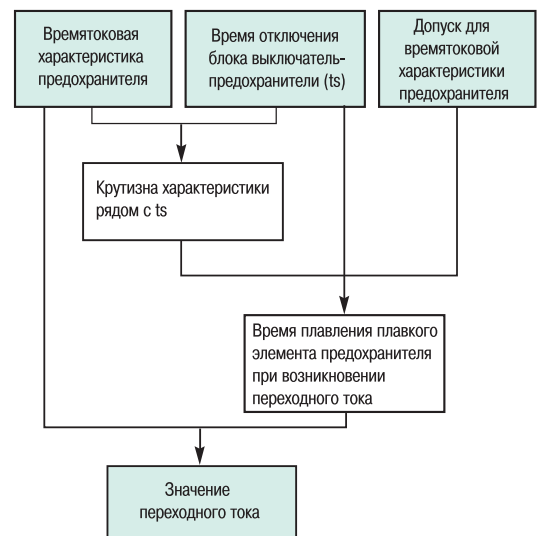 Времятоковая
характеристика
предохранителя
Время отключения
блока выключатель-
предохранители (ts)
Допуск для
времятоковой
характеристики
предохранителя
Крутизна характеристики
рядом с ts
Время плавления плавкого
элемента предохранителя
при возникновении
переходного тока
Значение
переходного тока